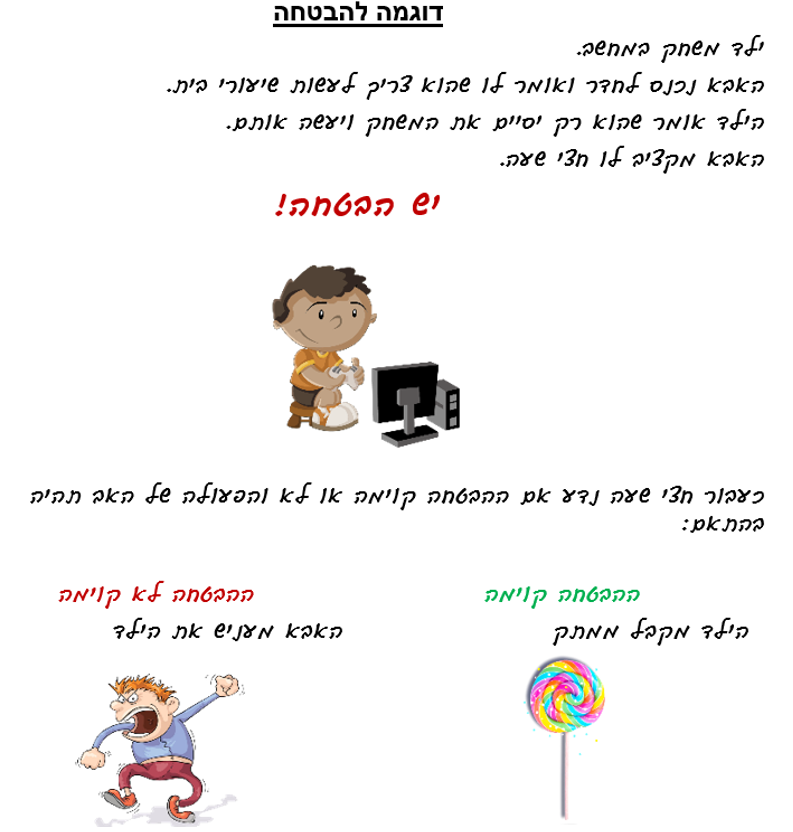 דוגמה להבטחה
ילד משחק במחשב.
האבא נכנס לחדר ואומר לו שהוא צריך לעשות שיעורי בית.
הילד אומר שהוא רק יסיים את המשחק ויעשה אותם.
האבא מקציב לו חצי שעה.
יש הבטחה!
כעבור חצי שעה נדע אם ההבטחה קוימה או לא והפעולה של האב תהיה
בהתאם:
ההבטחה קוימה
הילד מקבל ממתק
ההבטחה לא קוימה
האבא מעניש את הילד